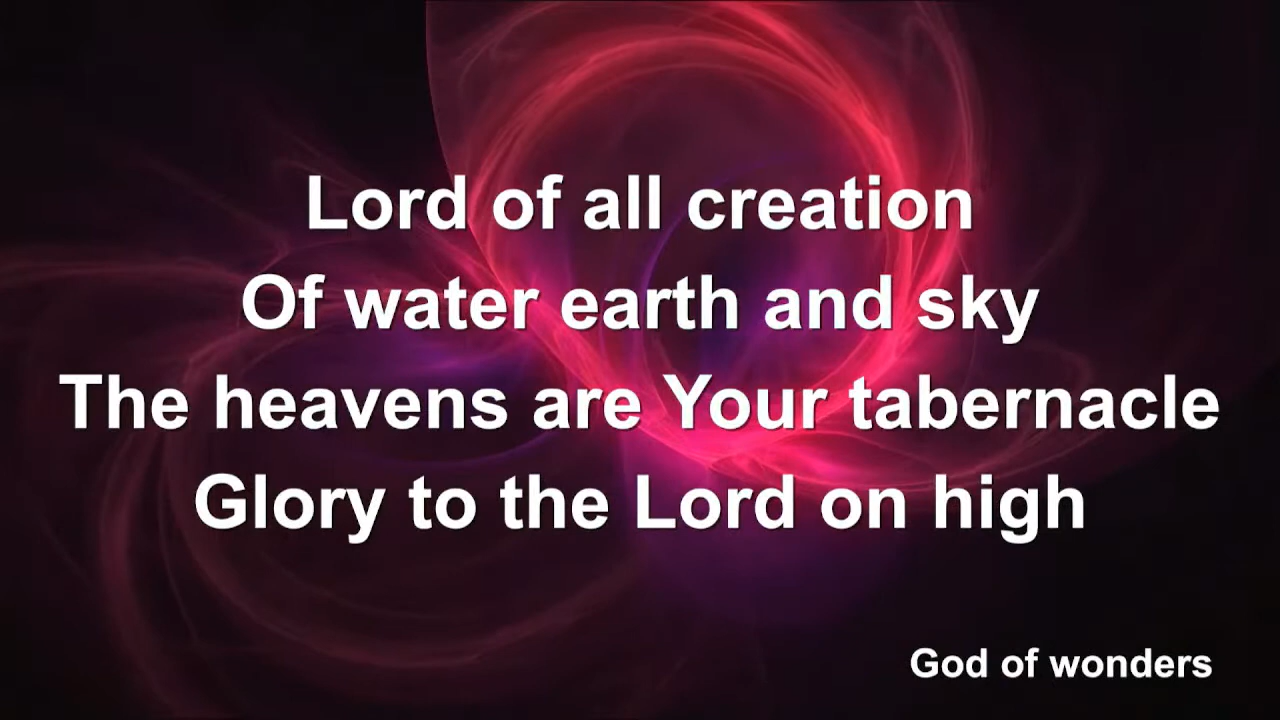 Lord of all creation
Of water earth and sky
The heavens are Your tabernacle
Glory to the Lord on high
God of wonders